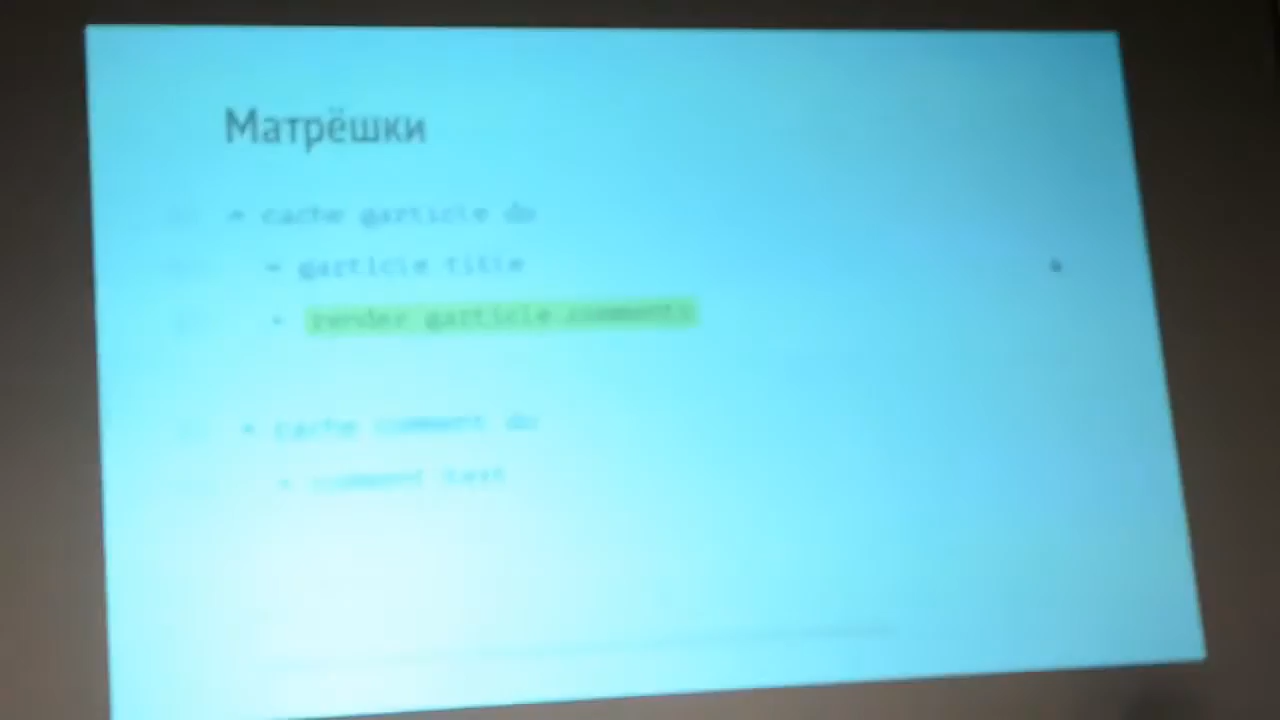 Матрёшки
cache @article do
@article title
render @article.comments
cache comment do
comment text